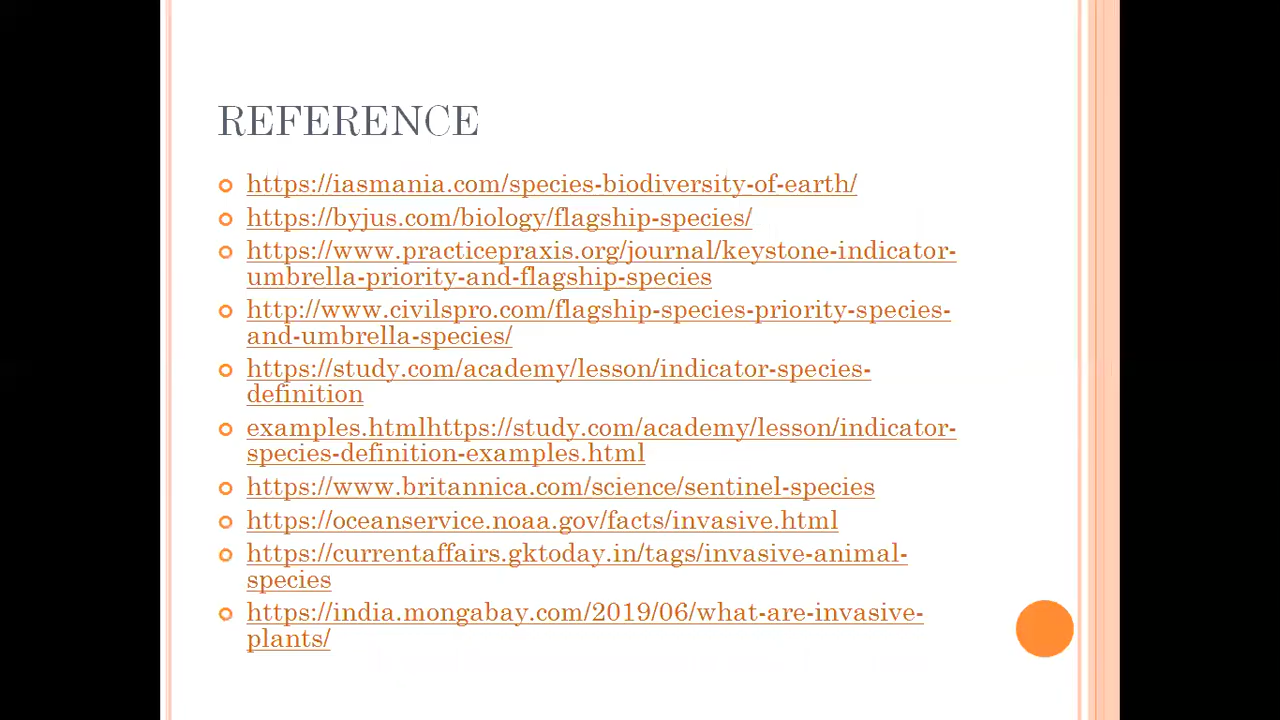 REFERENCE
https://iasmania.com/species-biodiversity-of-earth/
https://byjus.com/biology/flagship-species/
https://www.practicepraxis.org/journal/keystone-indicator-
umbrella-priority-and-flagship-species
http://www.civilspro.com/flagship-species-priority-species-
and-umbrella-species/
https://study.com/academy/lesson/indicator-species-
definition
examples.htmlhttps://study.com/academy/lesson/indicator-
species-definition-examples.html
https://www.britannica.com/science/sentinel-species
https://oceanservice.noaa.gov/facts/invasive.html
https://currentaffairs.gktoday.in/tags/invasive-animal-
species
https://india.mongabay.com/2019/06/what-are-invasive-
plants/